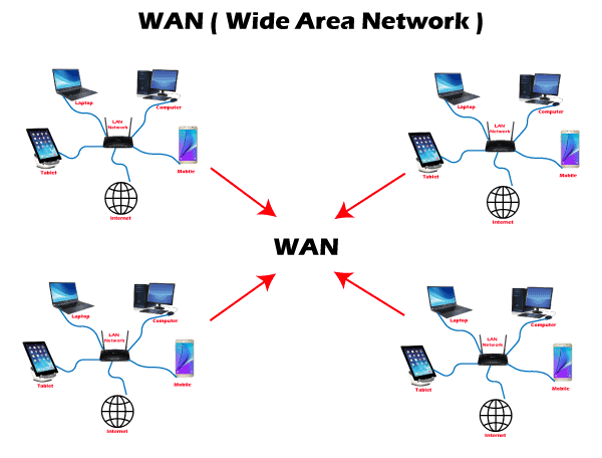 WAN ( Wide Area Network )
Laptop
Computer
LAN
Network
Tablet
Mobile
Internet
Laptop
Computer
LAN
Network
Tablet
Mobile
Internet
WAN
Laptop
Computer
LAN
Network
Tablet
Mobile
Internet
Laptop
Computer
LAN
Network
Tablet
Mobile
Internet